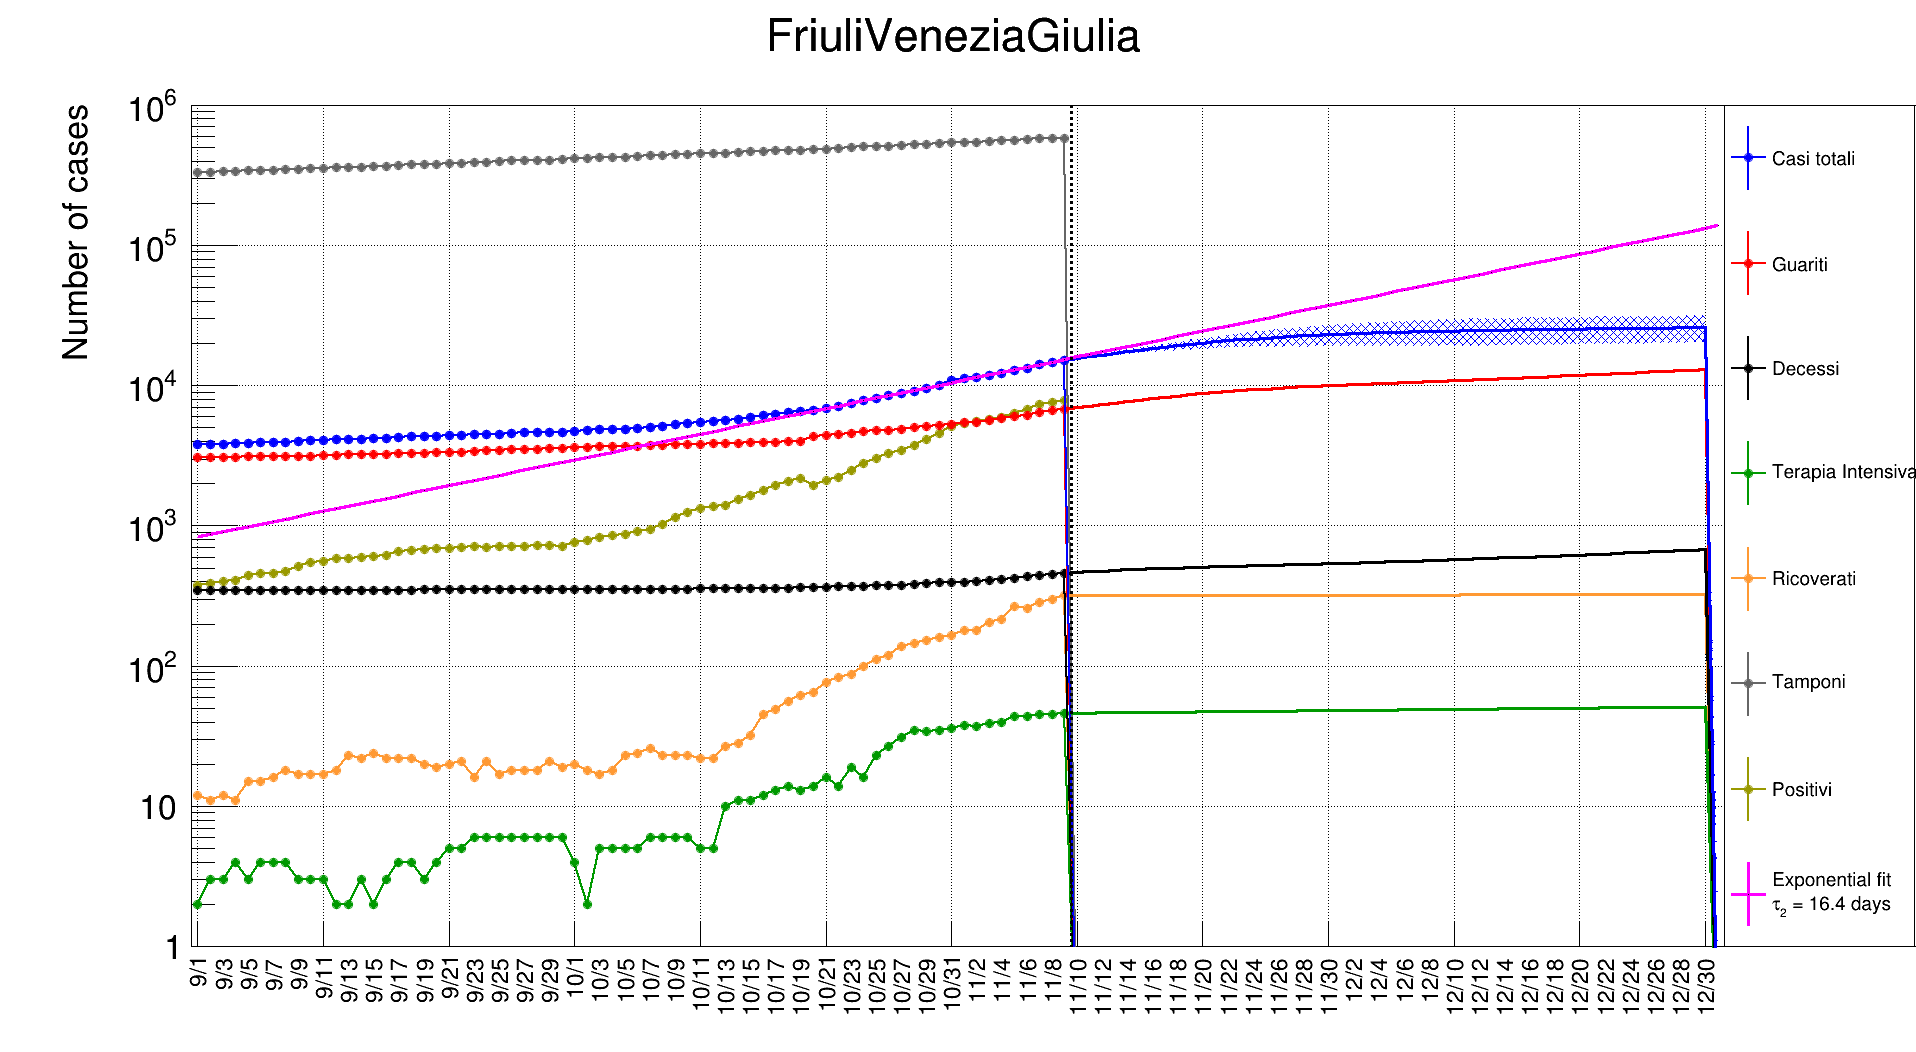 FriuliVeneziaGiulia
Number of cases
10^6
10^5
10^4
10^3
10^2
10
1
9/1 9/3 9/5 9/7 9/9 9/11 9/13 9/15 9/17 9/19 9/21 9/23 9/25 9/27 9/29 10/1 10/3 10/5 10/7 10/9 10/11 10/13 10/15 10/17 10/19 10/21 10/23 10/25 10/27 10/29 10/31 11/2 11/4 11/6 11/8 11/10 11/12 11/14 11/16 11/18 11/20 11/22 11/24 11/26 11/28 11/30 12/2 12/4 12/6 12/8 12/10 12/12 12/14 12/16 12/18 12/20 12/22 12/24 12/26 12/28 12/30
Casi totali
Guariti
Decessi
Terapia Intensiva
Ricoverati
Tamponi
Positivi
Exponential fit
τ₂ = 16.4 days